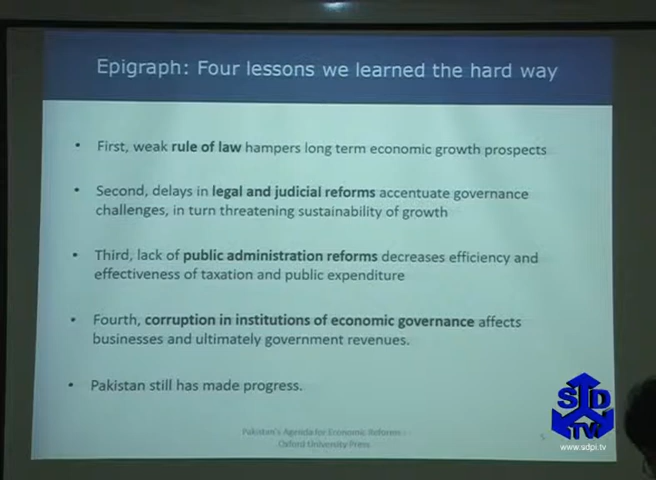 Epigraph: Four lessons we learned the hard way
• First, weak rule of law hampers long term economic growth prospects
• Second, delays in legal and judicial reforms accentuate governance
challenges, in turn threatening sustainability of growth
• Third, lack of public administration reforms decreases efficiency and
effectiveness of taxation and public expenditure
• Fourth, corruption in institutions of economic governance affects
businesses and ultimately government revenues.
• Pakistan still has made progress.
Pakistan's Agenda for Economic Reforms -
Oxford University Press
5
SD
TV
www.sdpi.tv